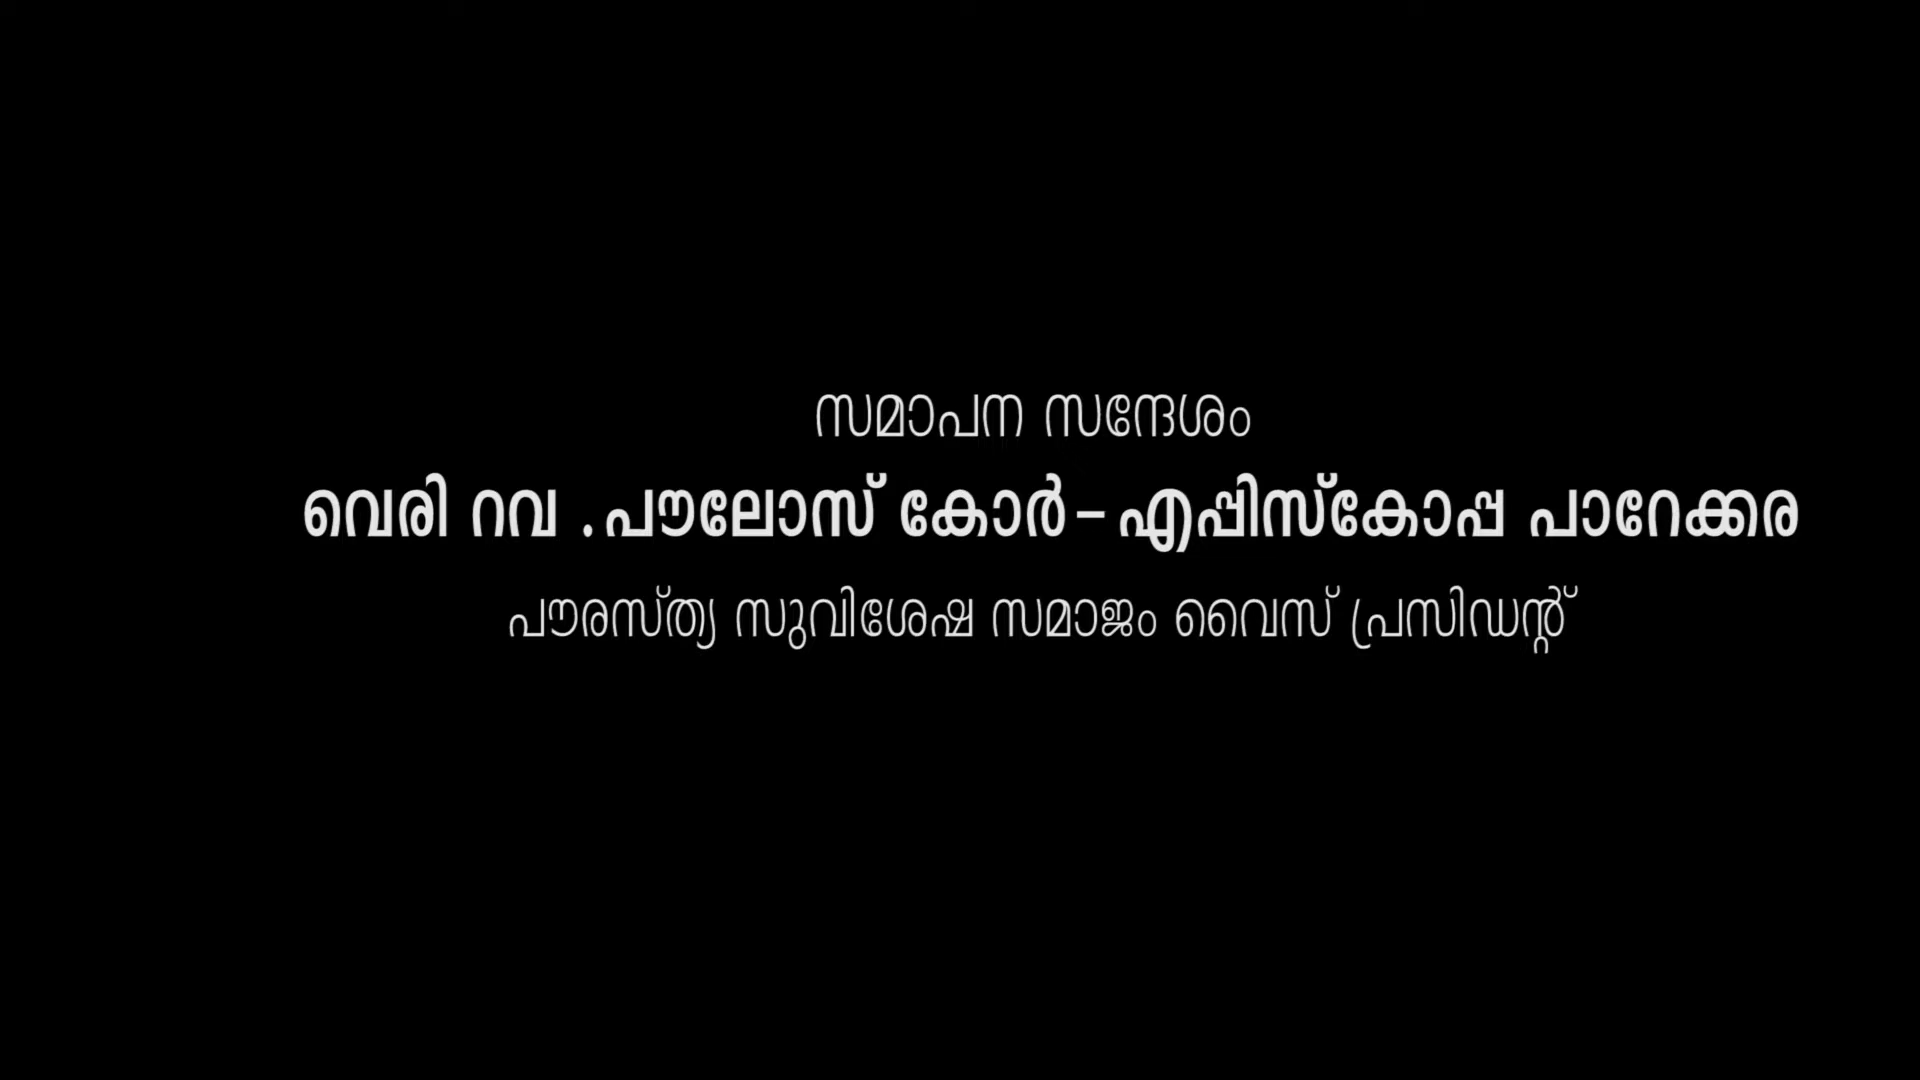 സമാപന സന്ദേശം
വെരി റവ .പൗലോസ് കോർ-എപ്പിസ്കോപ്പ പാറേക്കര
പൗരസ്ത്യ സുവിശേഷ സമാജം വൈസ് പ്രസിഡന്റ്